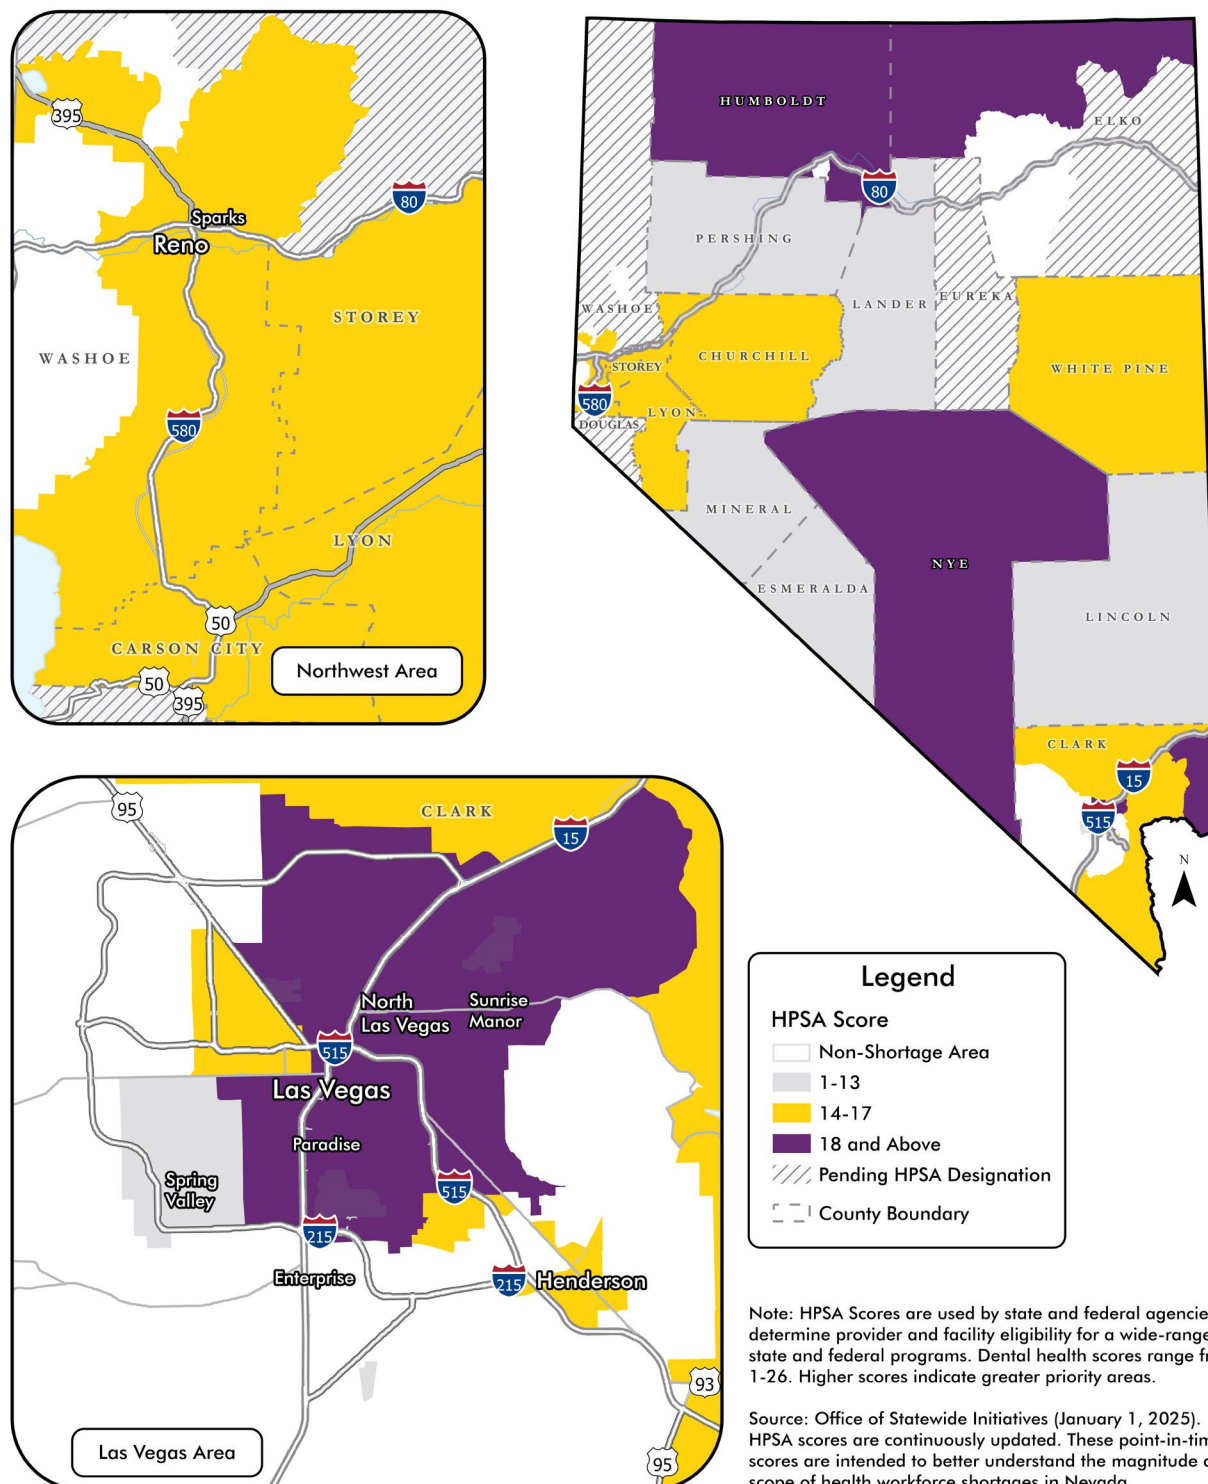 395
80
Sparks
Reno
STOREY
WASHOE
580
LYON
50
CARSON CITY
50
395
Northwest Area
HUMBOLDT
ELKO
80
PERSHING
LANDER
EUREKA
WASHOE
CHURCHILL
STOREY
WHITE PINE
580
LYON
DOUGLAS
MINERAL
NYE
ESMERALDA
LINCOLN
CLARK
15
515
N
95
CLARK
15
North
Las Vegas
Sunrise
Manor
515
Las Vegas
Paradise
Spring
Valley
515
215
Enterprise
215
Henderson
93
95
Las Vegas Area
Legend
HPSA Score
Non-Shortage Area
1-13
14-17
18 and Above
Pending HPSA Designation
County Boundary
Note: HPSA Scores are used by state and federal agencie
determine provider and facility eligibility for a wide-range
state and federal programs. Dental health scores range fr
1-26. Higher scores indicate greater priority areas.
Source: Office of Statewide Initiatives (January 1, 2025).
HPSA scores are continuously updated. These point-in-tim
scores are intended to better understand the magnitude
scope of health workforce shortages in Nevada